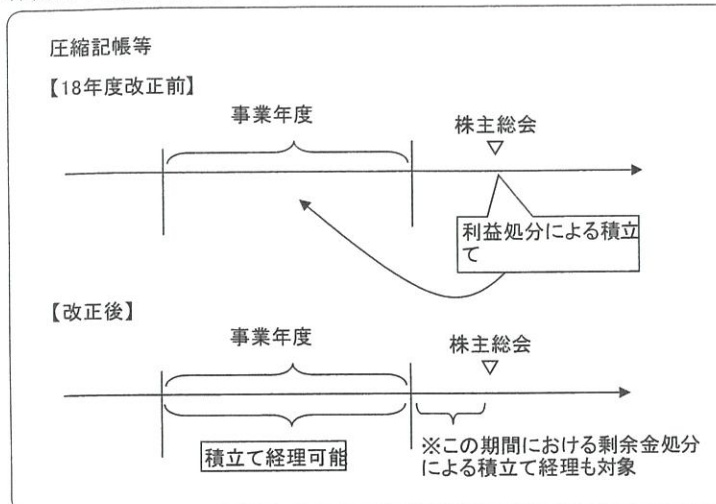 圧縮記帳等
【18年度改正前】
事業年度
株主総会
利益処分による積立
て
【改正後】
事業年度
株主総会
積立て経理可能
※この期間における剰余金処分
による積立て経理も対象